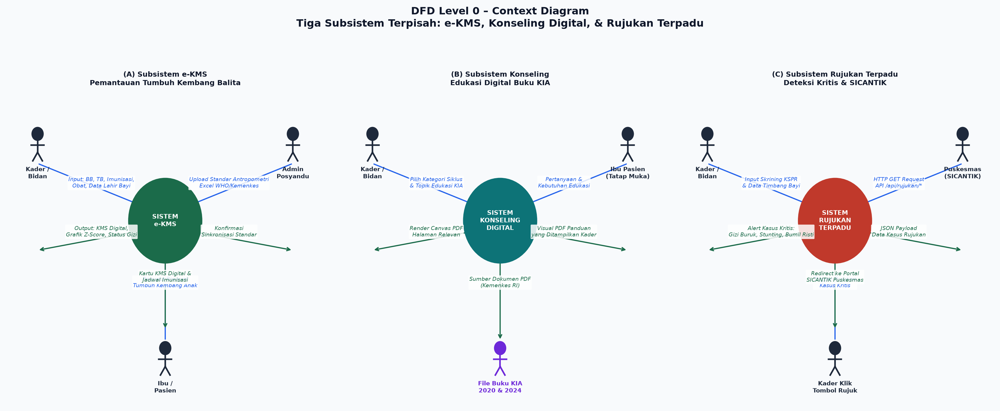 DFD Level 0 – Context Diagram
Tiga Subsistem Terpisah: e-KMS, Konseling Digital, & Rujukan Terpadu
(A) Subsistem e-KMS
Pemantauan Tumbuh Kembang Balita
Kader /
Bidan
Admin
Posyandu
Input: BB, TB, Imunisasi,
Obat, Data Lahir Bayi
Upload Standar Antropometri
Excel WHO/Kemenkes
SISTEM
e-KMS
Output: KMS Digital,
Grafik Z-Score, Status Gizi
Konfirmasi
Sinkronisasi Standar
Kartu KMS Digital &
Jadwal Imunisasi
Tumbuh Kembang Anak
Ibu /
Pasien
(B) Subsistem Konseling
Edukasi Digital Buku KIA
Kader /
Bidan
Ibu Pasien
(Tatap Muka)
Pilih Kategori Siklus
& Topik Edukasi KIA
Pertanyaan &
Kebutuhan Edukasi
SISTEM
KONSELING
DIGITAL
Render Canvas PDF
Halaman Relevan
Visual PDF Panduan
yang Ditampilkan Kader
Sumber Dokumen PDF
(Kemenkes RI)
File Buku KIA
2020 & 2024
(C) Subsistem Rujukan Terpadu
Deteksi Kritis & SICANTIK
Kader /
Bidan
Puskesmas
(SICANTIK)
Input Skrining KSPR
& Data Timbang Bayi
HTTP GET Request
API /api/rujukan/*
SISTEM
RUJUKAN
TERPADU
Alert Kasus Kritis:
Gizi Buruk, Stunting, Bumil Risti
JSON Payload
Data Kasus Rujukan
Redirect ke Portal
SICANTIK Puskesmas
Kasus Kritis
Kader Klik
Tombol Rujuk